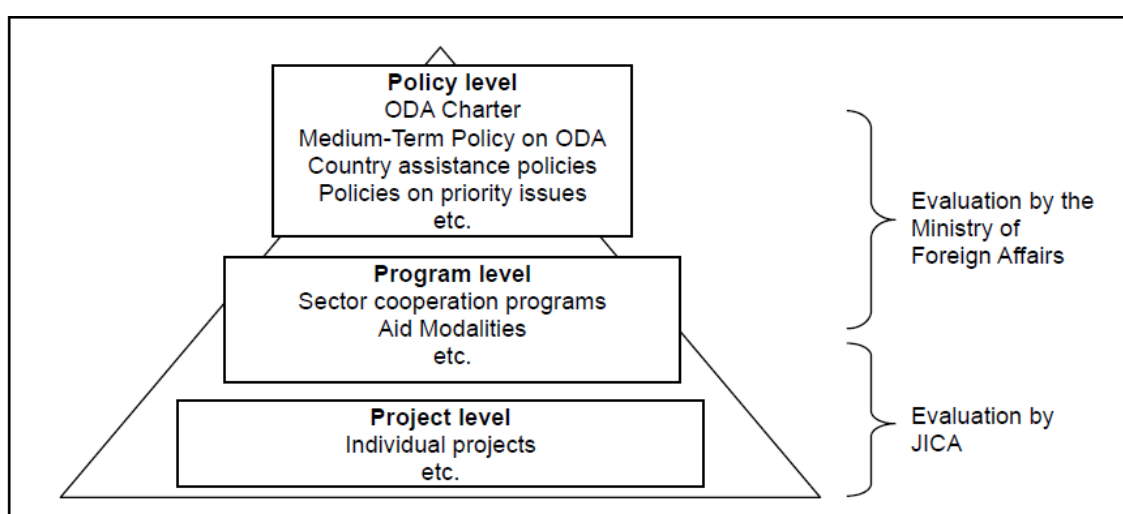 Policy level
ODA Charter
Medium-Term Policy on ODA
Country assistance policies
Policies on priority issues
etc.
Evaluation by the
Ministry of
Foreign Affairs
Program level
Sector cooperation programs
Aid Modalities
etc.
Project level
Individual projects
etc.
Evaluation by
JICA